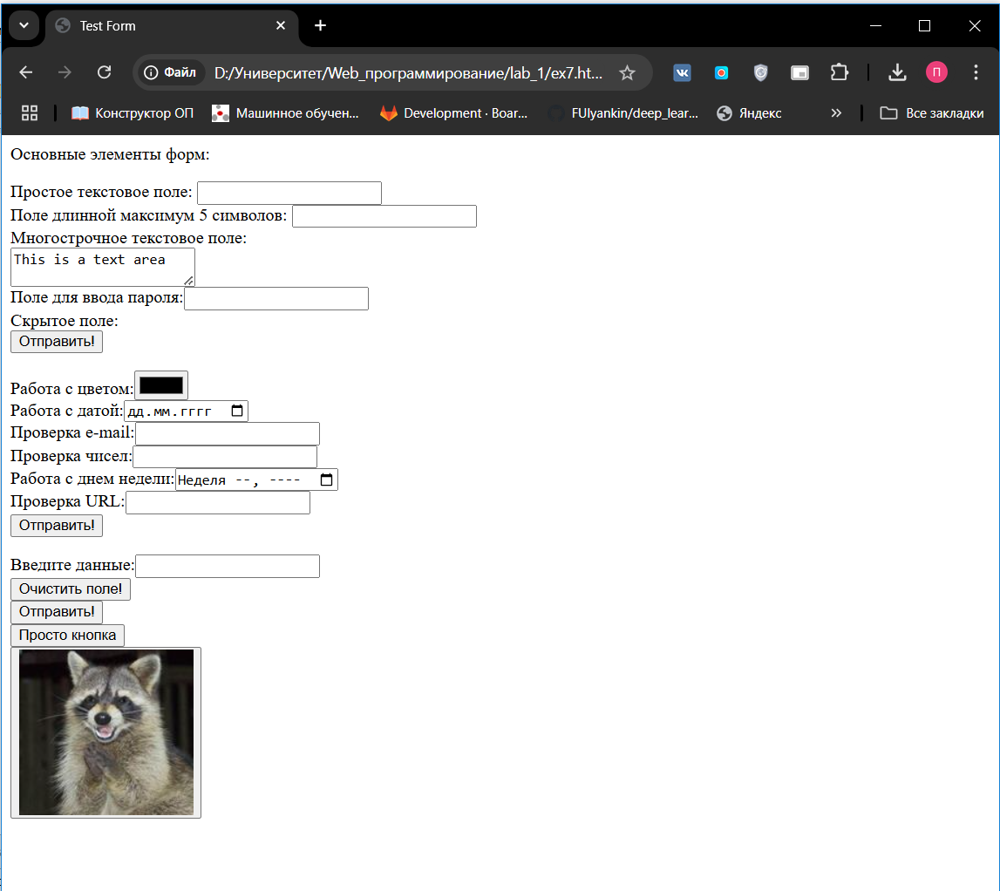 Test Form
Файл D:/Университет/Web_программирование/lab_1/ex7.ht...
П
Конструктор ОП Машинное обучен... Development · Boar... FUlyankin/deep_lear... Яндекс » Все закладки
Основные элементы форм:
Простое текстовое поле:
Поле длинной максимум 5 символов:
Многострочное текстовое поле:
This is a text area
Поле для ввода пароля:
Скрытое поле:
Отправить!
Работа с цветом:
Работа с датой: дд.мм.гггг
Проверка e-mail:
Проверка чисел:
Работа с днем недели: Неделя --, ----
Проверка URL:
Отправить!
Введите данные:
Очистить поле!
Отправить!
Просто кнопка